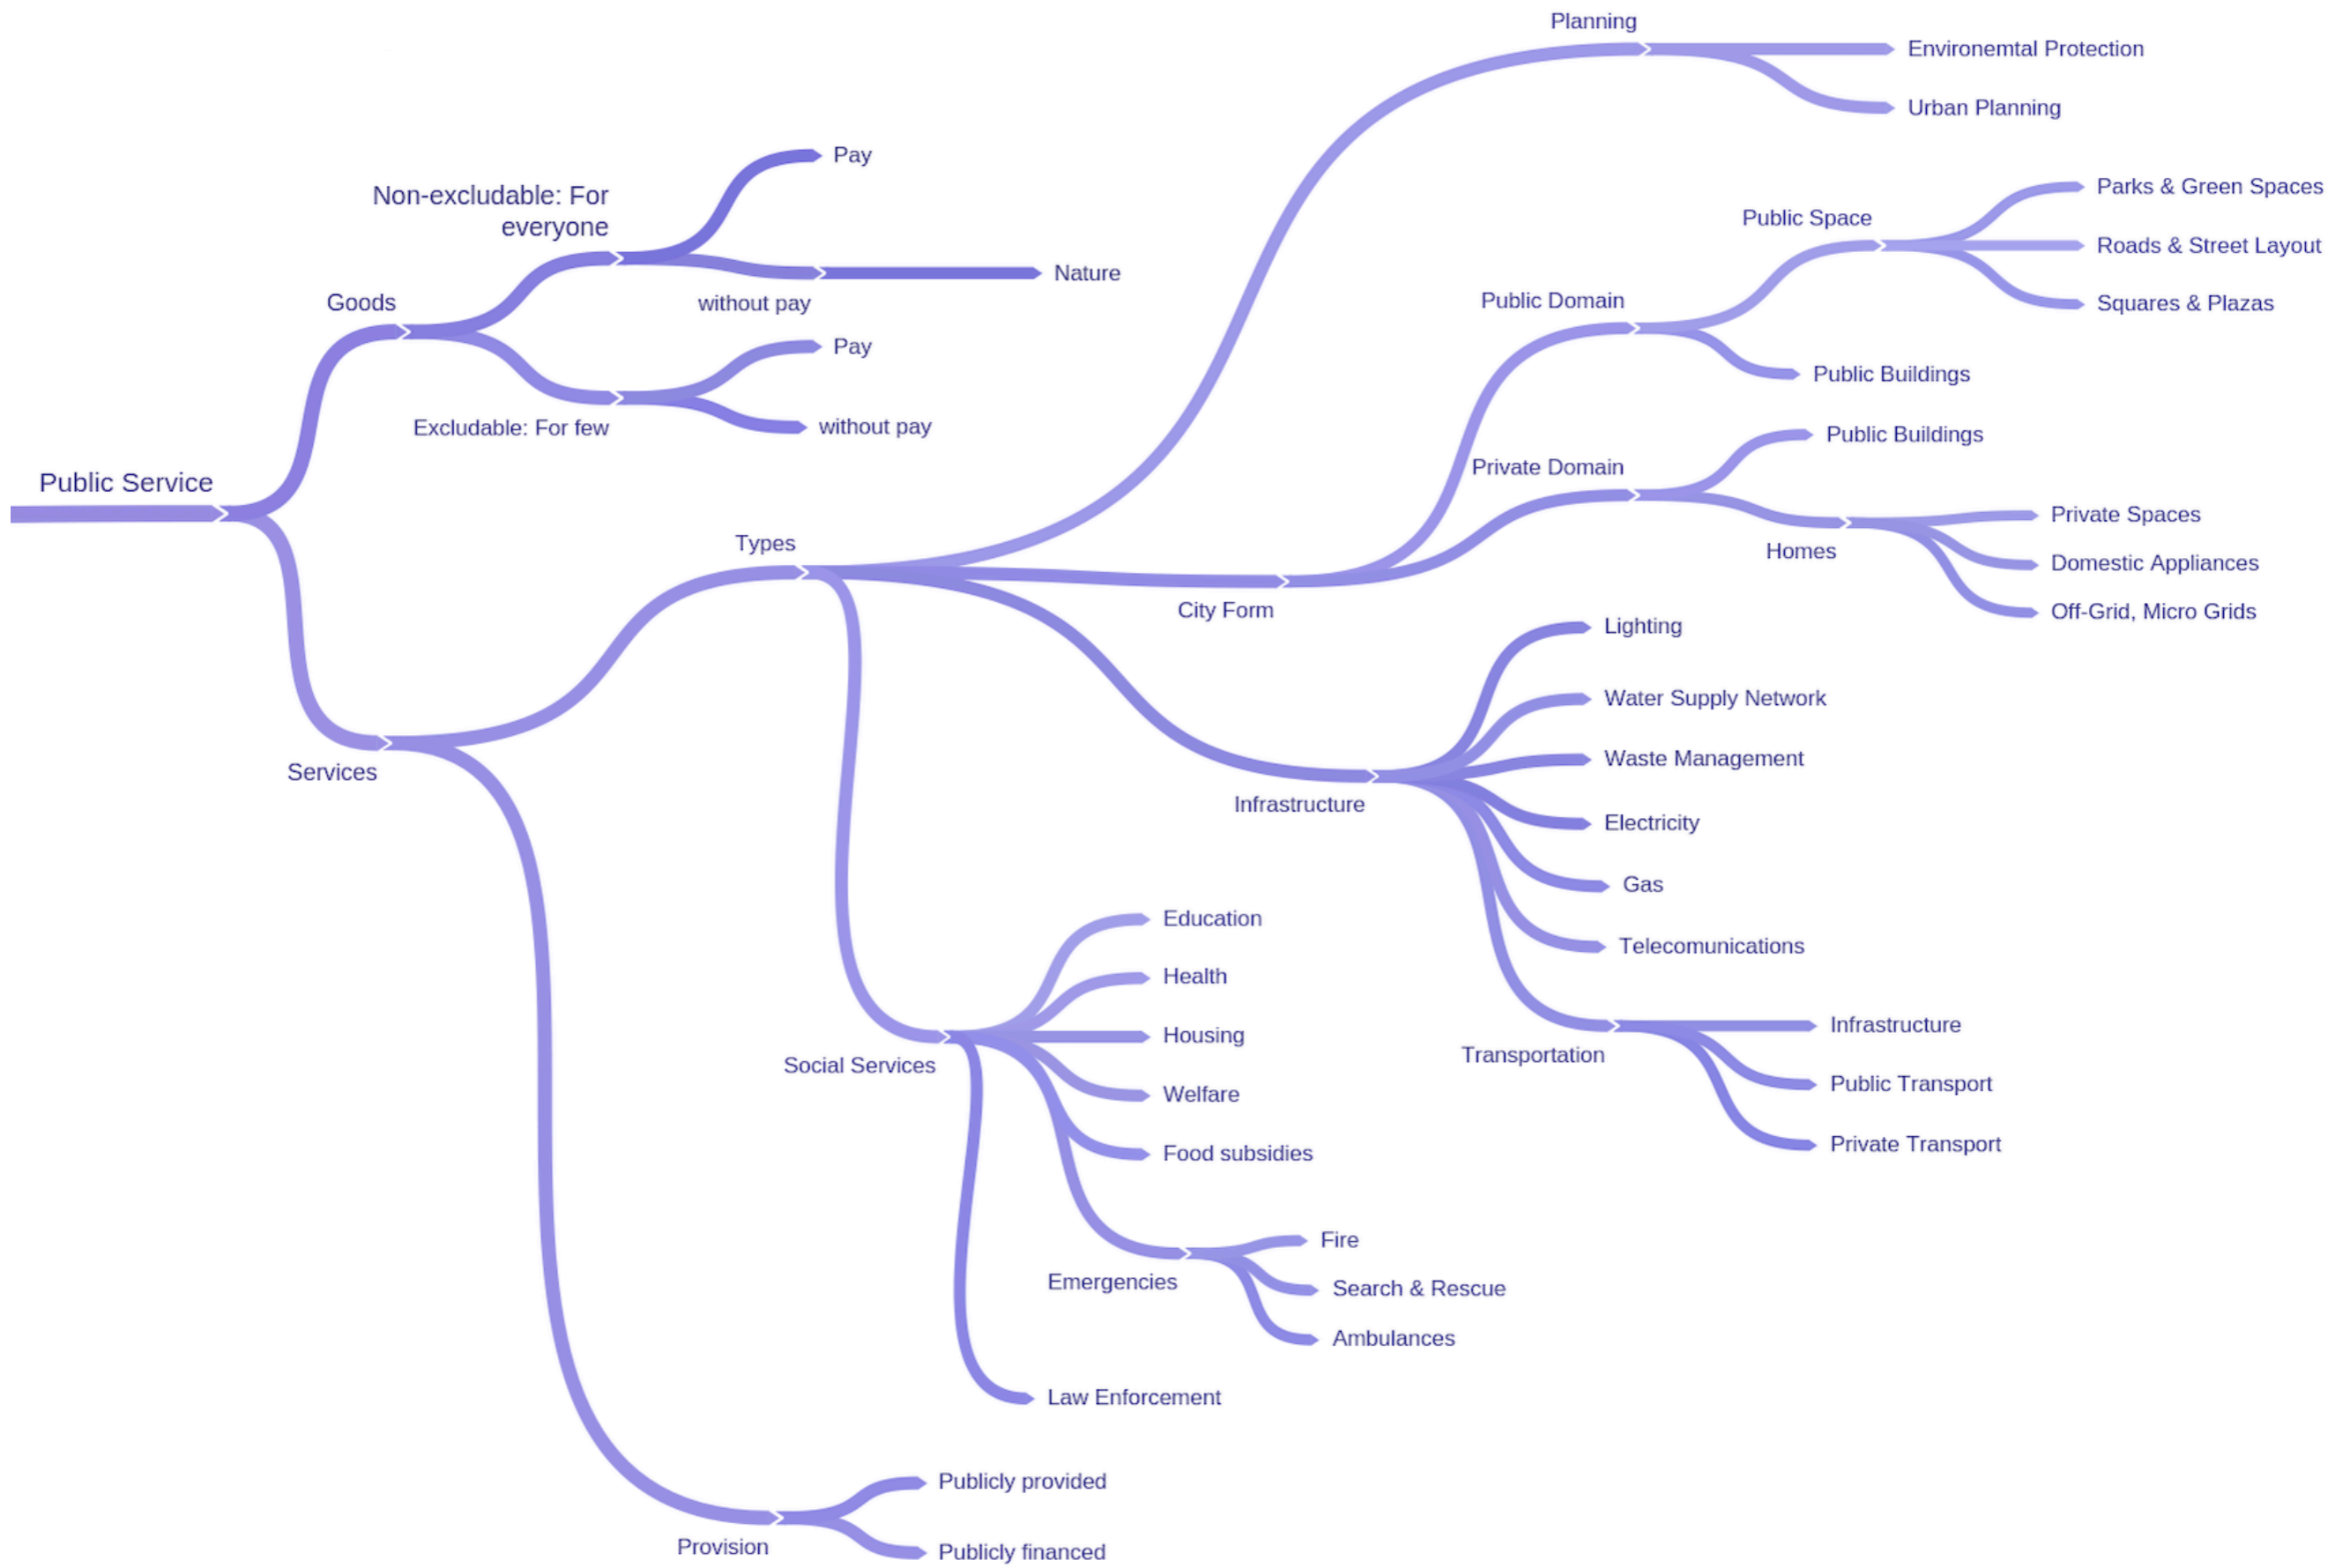 Planning
Environemtal Protection
Urban Planning
Pay
Non-excludable: For
everyone
without pay
Nature
Goods
Pay
Excludable: For few
without pay
Public Service
Parks & Green Spaces
Public Space
Roads & Street Layout
Squares & Plazas
Public Domain
Public Buildings
Public Buildings
Private Domain
Private Spaces
Homes
Domestic Appliances
Off-Grid, Micro Grids
Types
City Form
Lighting
Water Supply Network
Waste Management
Services
Infrastructure
Electricity
Gas
Telecomunications
Transportation
Infrastructure
Public Transport
Private Transport
Education
Health
Housing
Social Services
Welfare
Food subsidies
Fire
Emergencies
Search & Rescue
Ambulances
Law Enforcement
Publicly provided
Provision
Publicly financed